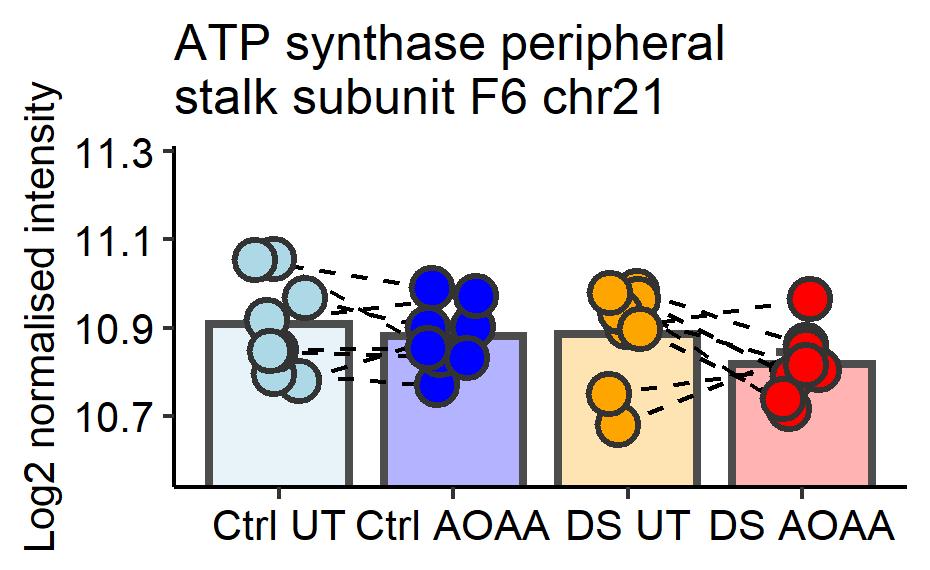 ATP synthase peripheral
stalk subunit F6 chr21
Log2 normalised intensity
11.3
11.1
10.9
10.7
Ctrl UT Ctrl AOAA DS UT DS AOAA